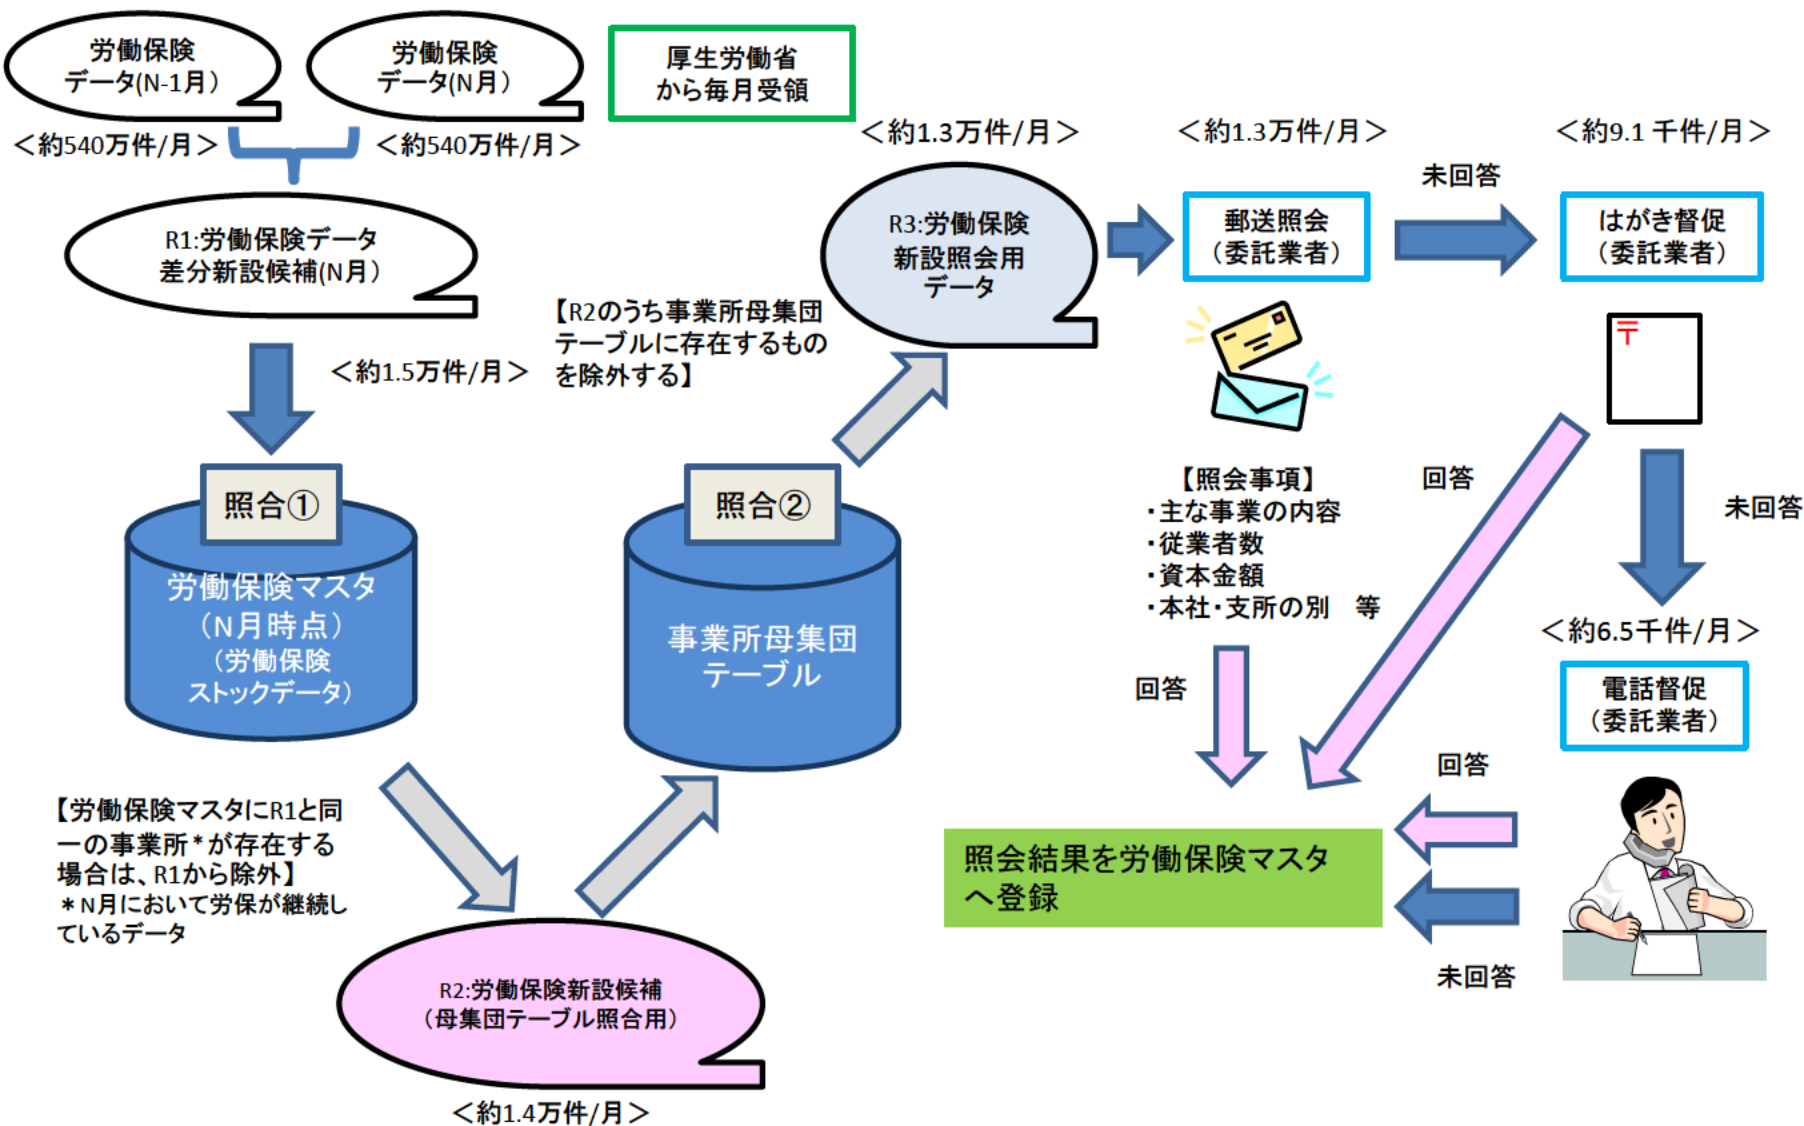 労働保険
データ(N-1月)
労働保険
データ(N月)
厚生労働省
から毎月受領
＜約540万件/月＞
＜約540万件/月＞
R1:労働保険データ
差分新設候補(N月)
＜約1.5万件/月＞
照合①
労働保険マスタ
（N月時点）
（労働保険
ストックデータ）
【労働保険マスタにR1と同
一の事業所*が存在する
場合は、R1から除外】
*N月において労保が継続し
ているデータ
R2:労働保険新設候補
（母集団テーブル照合用）
＜約1.4万件/月＞
照合②
事業所母集団
テーブル
【R2のうち事業所母集団
テーブルに存在するもの
を除外する】
＜約1.3万件/月＞
R3:労働保険
新設照会用
データ
＜約1.3万件/月＞
郵送照会
（委託業者）
未回答
＜約9.1 千件/月＞
はがき督促
（委託業者）
〒
【照会事項】
・主な事業の内容
・従業者数
・資本金額
・本社・支所の別　等
回答
回答
未回答
＜約6.5千件/月＞
電話督促
（委託業者）
回答
未回答
照会結果を労働保険マスタ
へ登録